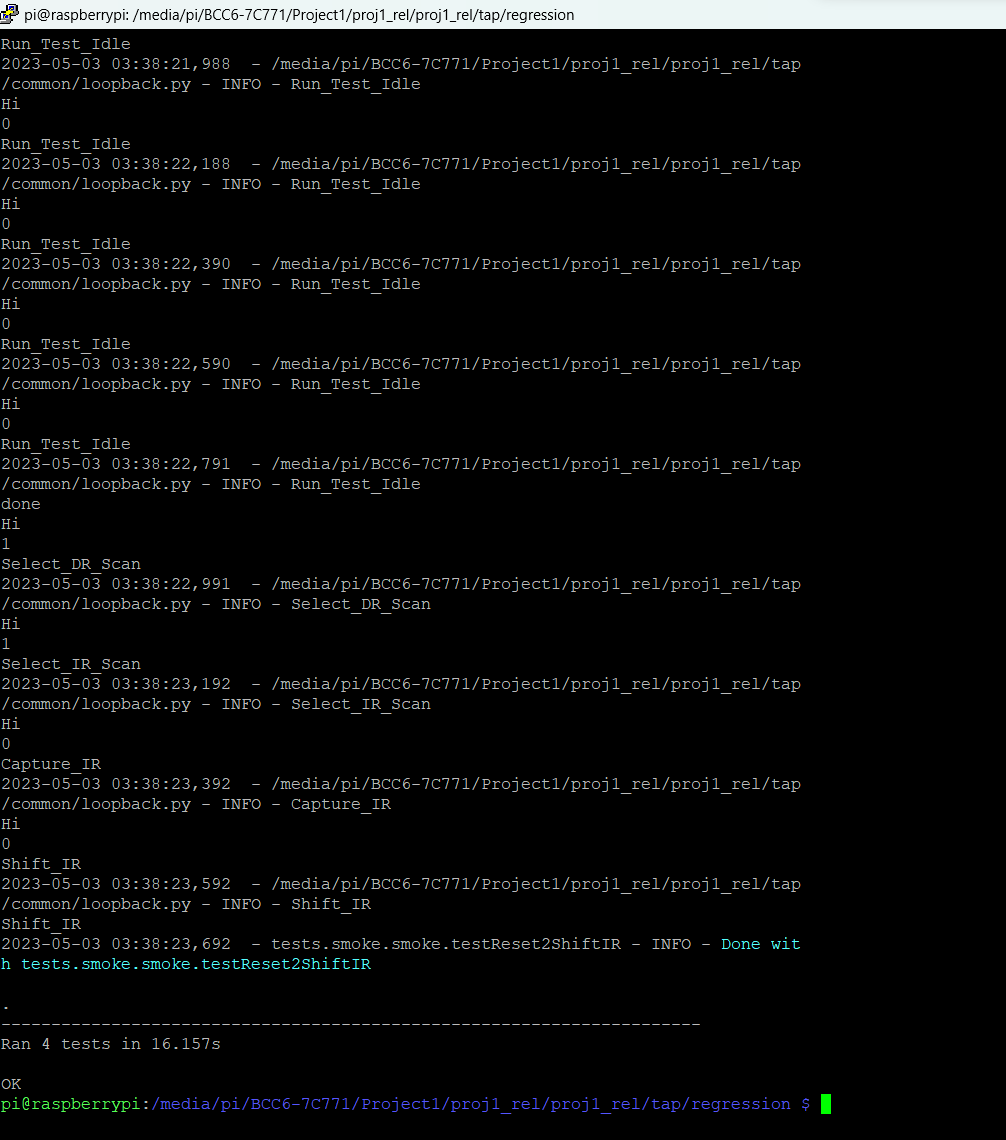 pi@raspberrypi: /media/pi/BCC6-7C771/Project1/proj1_rel/proj1_rel/tap/regression
Run_Test_Idle
2023-05-03 03:38:21,988  - /media/pi/BCC6-7C771/Project1/proj1_rel/proj1_rel/tap
/common/loopback.py - INFO - Run_Test_Idle
Hi
0
Run_Test_Idle
2023-05-03 03:38:22,188  - /media/pi/BCC6-7C771/Project1/proj1_rel/proj1_rel/tap
/common/loopback.py - INFO - Run_Test_Idle
Hi
0
Run_Test_Idle
2023-05-03 03:38:22,390  - /media/pi/BCC6-7C771/Project1/proj1_rel/proj1_rel/tap
/common/loopback.py - INFO - Run_Test_Idle
Hi
0
Run_Test_Idle
2023-05-03 03:38:22,590  - /media/pi/BCC6-7C771/Project1/proj1_rel/proj1_rel/tap
/common/loopback.py - INFO - Run_Test_Idle
Hi
0
Run_Test_Idle
2023-05-03 03:38:22,791  - /media/pi/BCC6-7C771/Project1/proj1_rel/proj1_rel/tap
/common/loopback.py - INFO - Run_Test_Idle
done
Hi
1
Select_DR_Scan
2023-05-03 03:38:22,991  - /media/pi/BCC6-7C771/Project1/proj1_rel/proj1_rel/tap
/common/loopback.py - INFO - Select_DR_Scan
Hi
1
Select_IR_Scan
2023-05-03 03:38:23,192  - /media/pi/BCC6-7C771/Project1/proj1_rel/proj1_rel/tap
/common/loopback.py - INFO - Select_IR_Scan
Hi
0
Capture_IR
2023-05-03 03:38:23,392  - /media/pi/BCC6-7C771/Project1/proj1_rel/proj1_rel/tap
/common/loopback.py - INFO - Capture_IR
Hi
0
Shift_IR
2023-05-03 03:38:23,592  - /media/pi/BCC6-7C771/Project1/proj1_rel/proj1_rel/tap
/common/loopback.py - INFO - Shift_IR
Shift_IR
2023-05-03 03:38:23,692  - tests.smoke.smoke.testReset2ShiftIR - INFO - Done wit
h tests.smoke.smoke.testReset2ShiftIR
.
----------------------------------------------------------------------
Ran 4 tests in 16.157s
OK
pi@raspberrypi:/media/pi/BCC6-7C771/Project1/proj1_rel/proj1_rel/tap/regression $